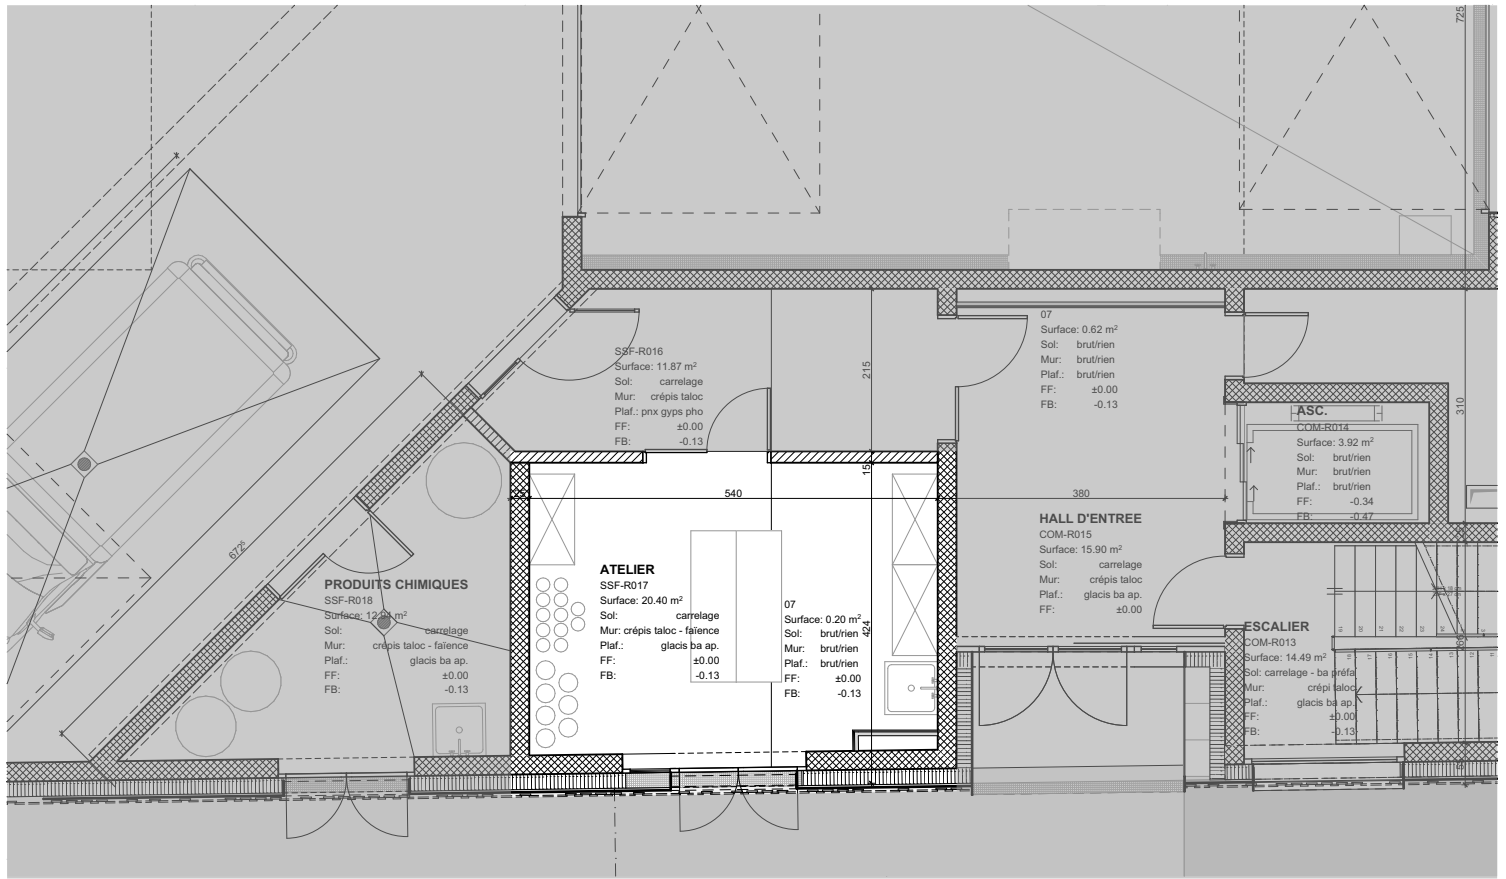 725
SSF-R016
Surface: 11.87 m²
Sol: carrelage
Mur: crépis taloc
Plaf.: pnx gyps pho
FF: ±0.00
FB: -0.13
215
07
Surface: 0.62 m²
Sol: brut/rien
Mur: brut/rien
Plaf.: brut/rien
FF: ±0.00
FB: -0.13
310
ASC.
COM-R014
Surface: 3.92 m²
Sol: brut/rien
Mur: brut/rien
Plaf.: brut/rien
FF: -0.34
FB: -0.47
15
25
540
380
HALL D'ENTREE
COM-R015
Surface: 15.90 m²
Sol: carrelage
Mur: crépis taloc
Plaf.: glacis ba ap.
FF: ±0.00
672⁵
PRODUITS CHIMIQUES
SSF-R018
Surface: 12.94 m²
Sol: carrelage
Mur: crépis taloc - faïence
Plaf.: glacis ba ap.
FF: ±0.00
FB: -0.13
ATELIER
SSF-R017
Surface: 20.40 m²
Sol: carrelage
Mur: crépis taloc - faïence
Plaf.: glacis ba ap.
FF: ±0.00
FB: -0.13
07
Surface: 0.20 m²
Sol: brut/rien
Mur: brut/rien
Plaf.: brut/rien
FF: ±0.00
FB: -0.13
424
ESCALIER
COM-R013
Surface: 14.49 m²
Sol: carrelage - ba préfa
Mur: crépi taloc
Plaf.: glacis ba ap.
FF: ±0.00
FB: -0.13